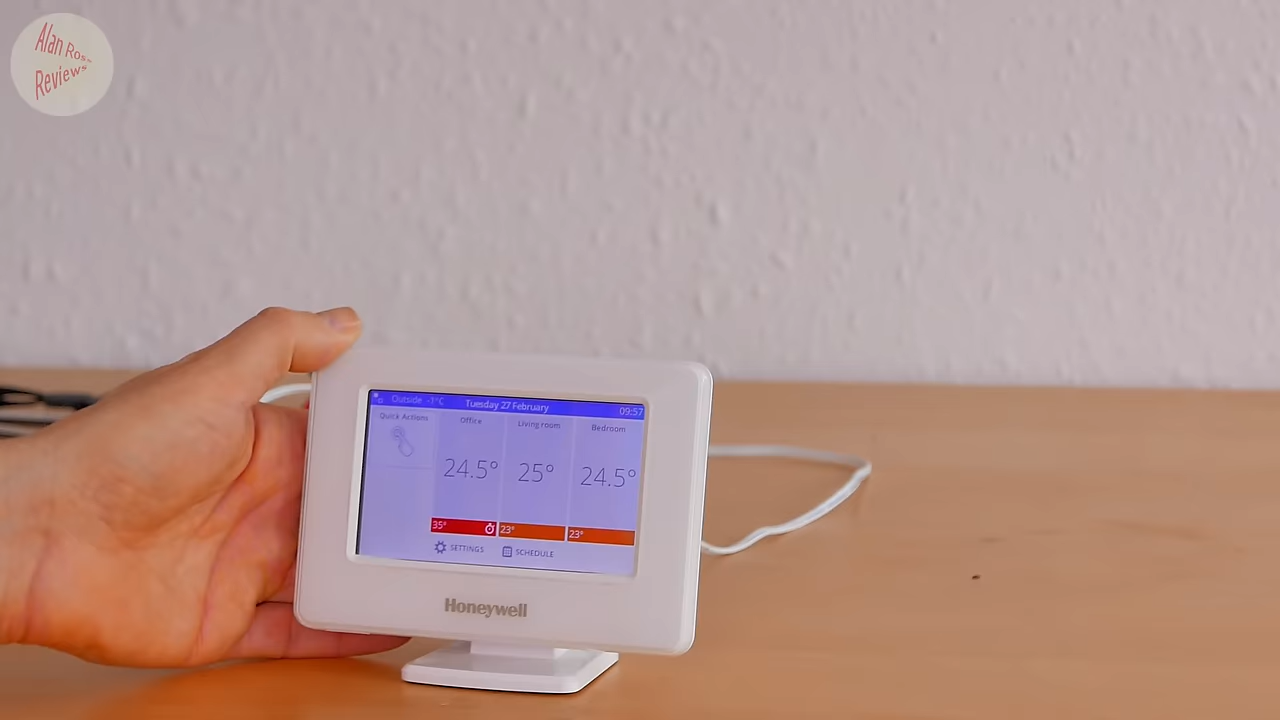 Alan Ross
Reviews
Outside -1°C
Tuesday 27 February
09:57
Quick Actions
Office
Living room
Bedroom
24.5°
25°
24.5°
35°
23°
23°
SETTINGS
SCHEDULE
Honeywell